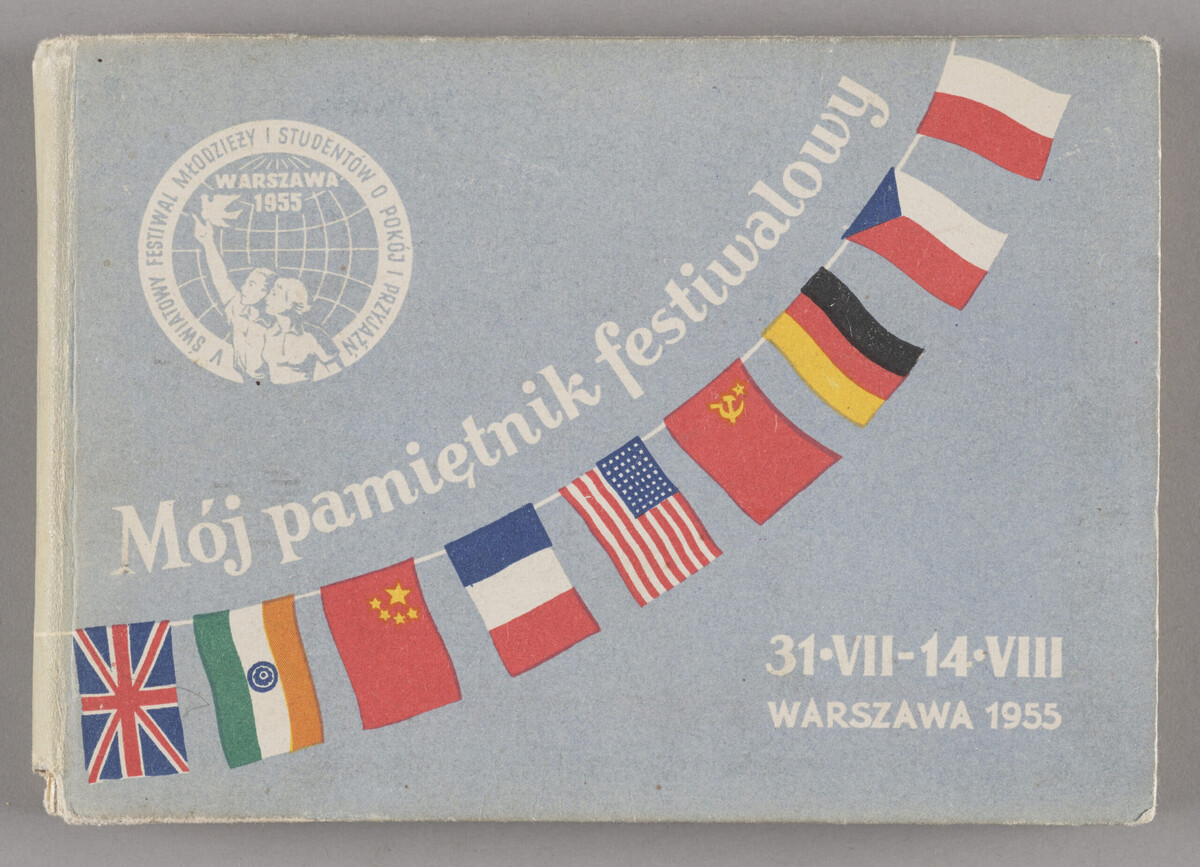 V ŚWIATOWY FESTIWAL MŁODZIEŻY I STUDENTÓW O POKÓJ I PRZYJAŹŃ
WARSZAWA
1955
Mój pamiętnik festiwalowy
31·VII-14·VIII
WARSZAWA 1955